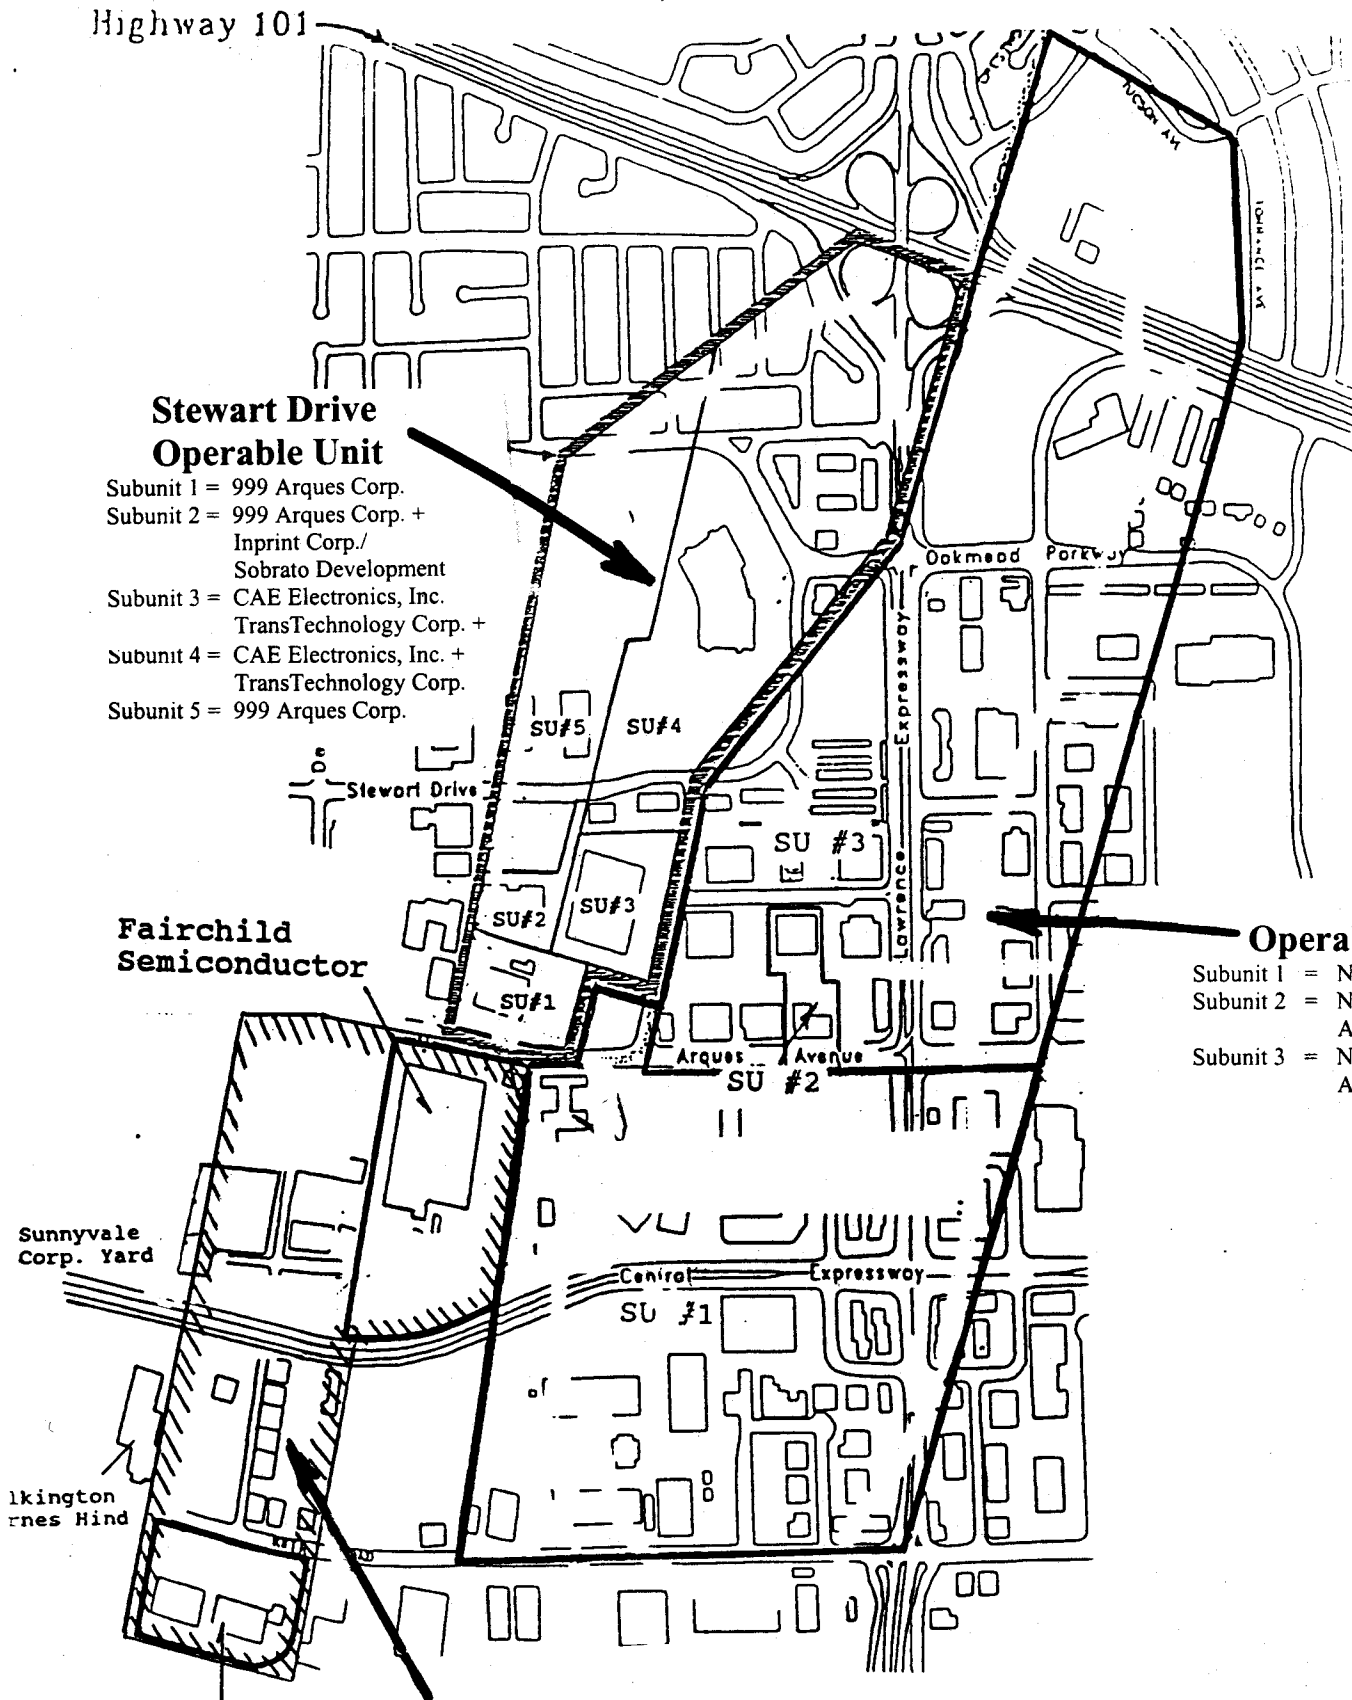 Highway 101
TUCSON AV
Stewart Drive
Operable Unit
Subunit 1 = 999 Arques Corp.
Subunit 2 = 999 Arques Corp. +
Inprint Corp./
Sobrato Development
Subunit 3 = CAE Electronics, Inc.
TransTechnology Corp. +
Subunit 4 = CAE Electronics, Inc. +
TransTechnology Corp.
Subunit 5 = 999 Arques Corp.
Oakmead Parkway
Lawrence Expressway
SU#5
SU#4
De
Stewart Drive
SU #3
SU#2
SU#3
SU#1
Fairchild
Semiconductor
Opera
Subunit 1 = N
Subunit 2 = N
A
Subunit 3 = N
A
Arques Avenue
SU #2
Sunnyvale
Corp. Yard
Central Expressway
SU #1
lkington
rnes Hind